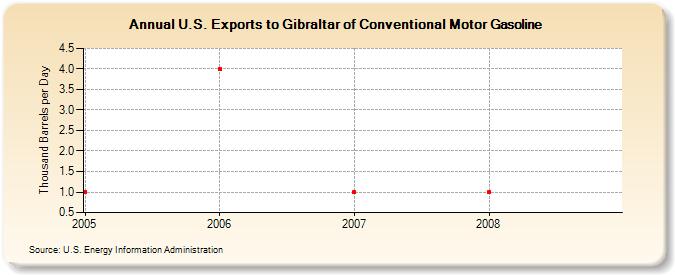 Annual U.S. Exports to Gibraltar of Conventional Motor Gasoline
Thousand Barrels per Day
4.5
4.0
3.5
3.0
2.5
2.0
1.5
1.0
0.5
2005 2006 2007 2008
Source: U.S. Energy Information Administration